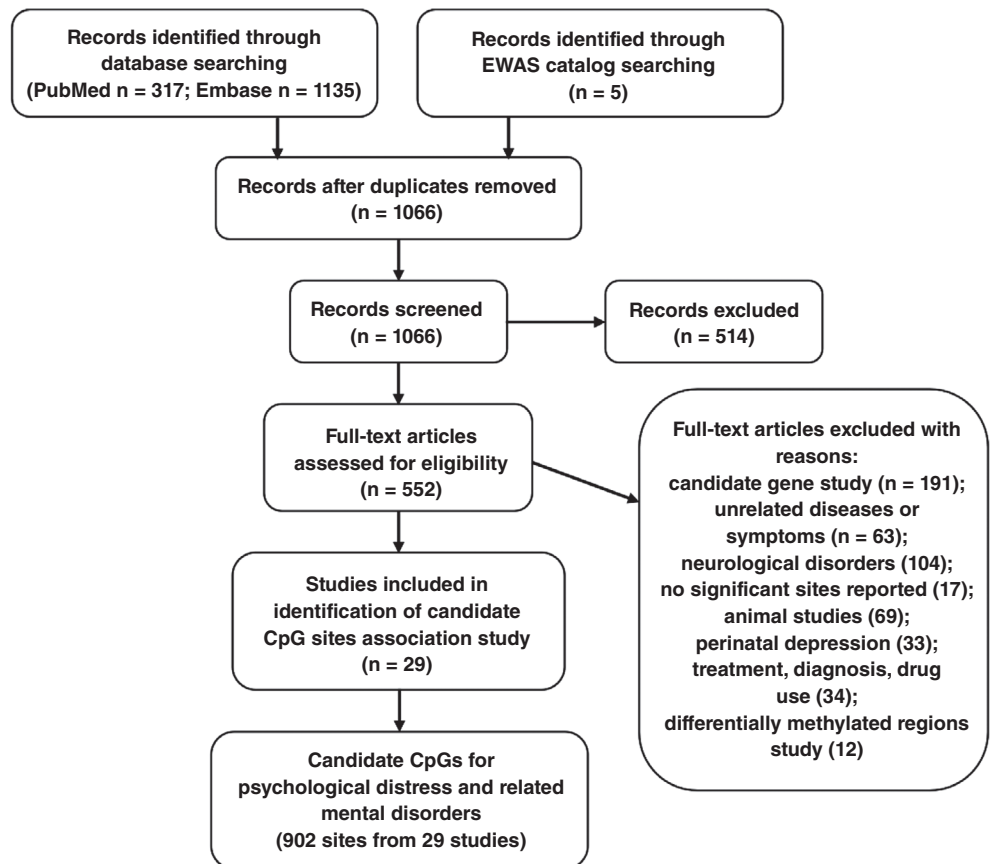 Records identified through
database searching
(PubMed n = 317; Embase n = 1135)
Records identified through
EWAS catalog searching
(n = 5)
Records after duplicates removed
(n = 1066)
Records screened
(n = 1066)
Records excluded
(n = 514)
Full-text articles
assessed for eligibility
(n = 552)
Full-text articles excluded with
reasons:
candidate gene study (n = 191);
unrelated diseases or
symptoms (n = 63);
neurological disorders (104);
no significant sites reported (17);
animal studies (69);
perinatal depression (33);
treatment, diagnosis, drug
use (34);
differentially methylated regions
study (12)
Studies included in
identification of candidate
CpG sites association study
(n = 29)
Candidate CpGs for
psychological distress and related
mental disorders
(902 sites from 29 studies)